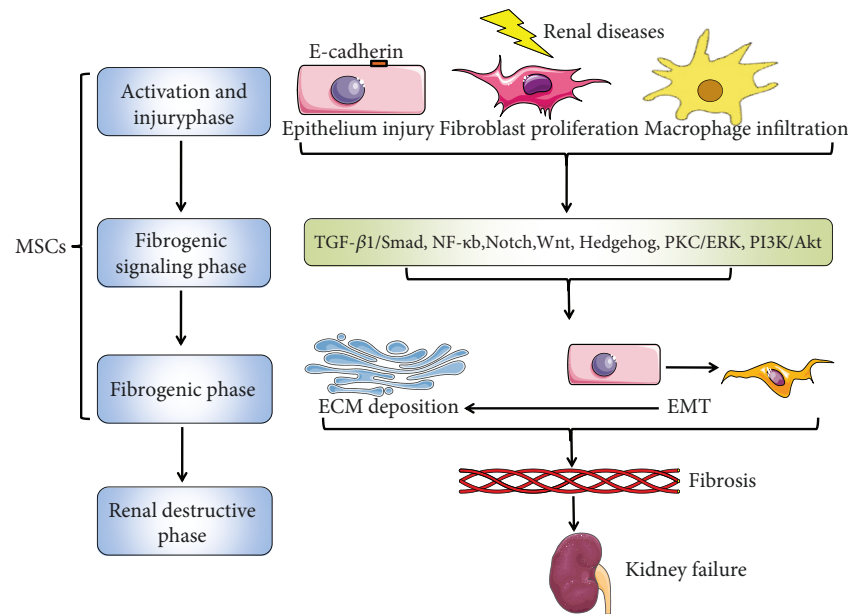 Renal diseases
E-cadherin
Activation and
injuryphase
Epithelium injury Fibroblast proliferation Macrophage infiltration
MSCs
Fibrogenic
signaling phase
TGF-β1/Smad, NF-κb,Notch,Wnt, Hedgehog, PKC/ERK, PI3K/Akt
Fibrogenic phase
ECM deposition
EMT
Renal destructive
phase
Fibrosis
Kidney failure